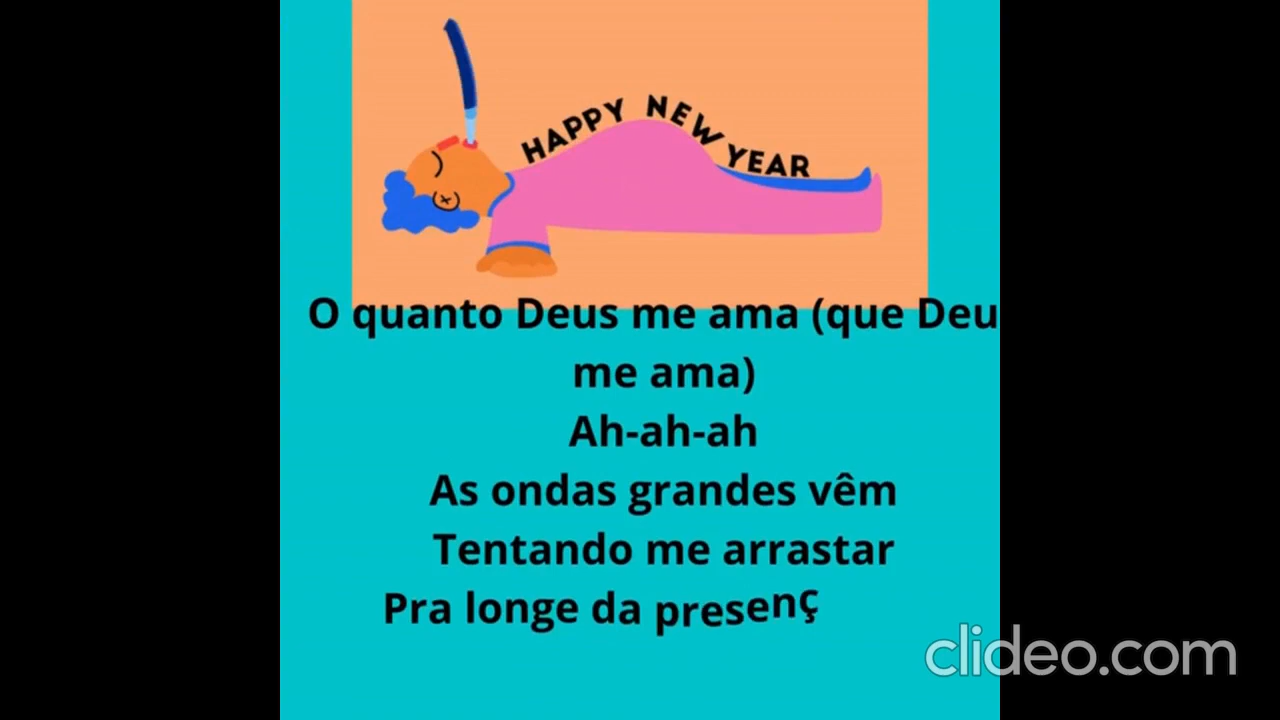 HAPPY NEW YEAR
O quanto Deus me ama (que Deu
me ama)
Ah-ah-ah
As ondas grandes vêm
Tentando me arrastar
Pra longe da presenç
clideo.com